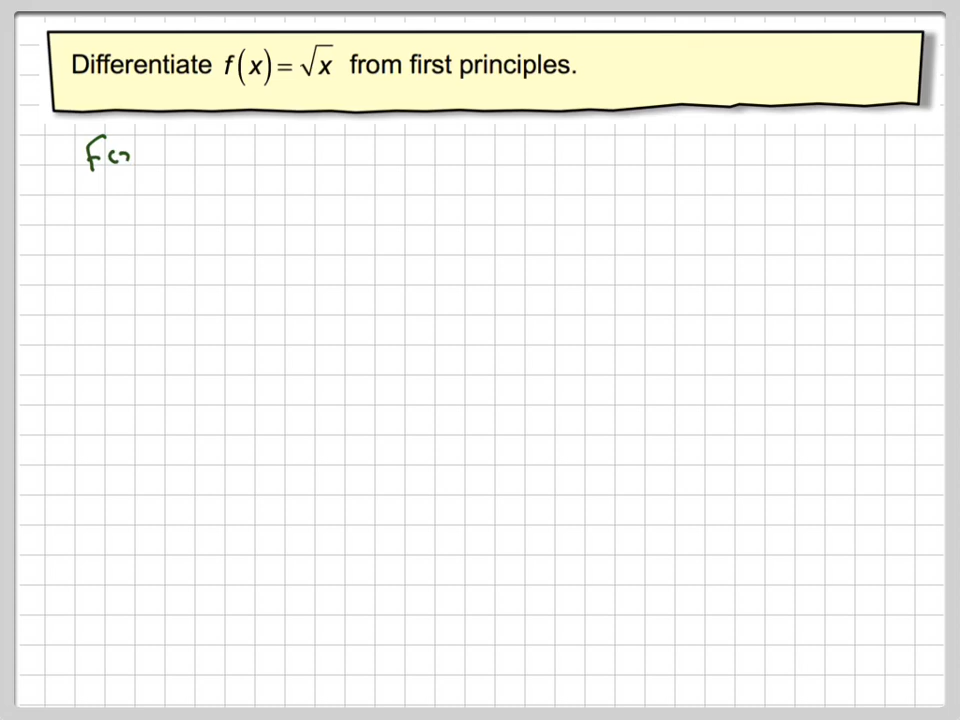 Differentiate f(x) = √x from first principles.